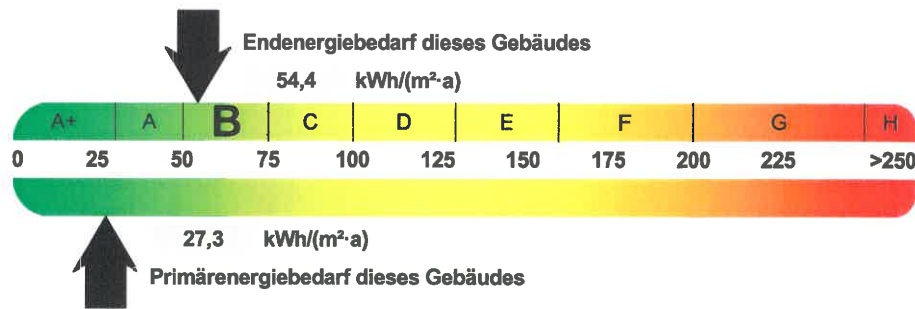 Endenergiebedarf dieses Gebäudes
54,4 kWh/(m²·a)
A+ A B C D E F G H
0 25 50 75 100 125 150 175 200 225 >250
27,3 kWh/(m²·a)
Primärenergiebedarf dieses Gebäudes